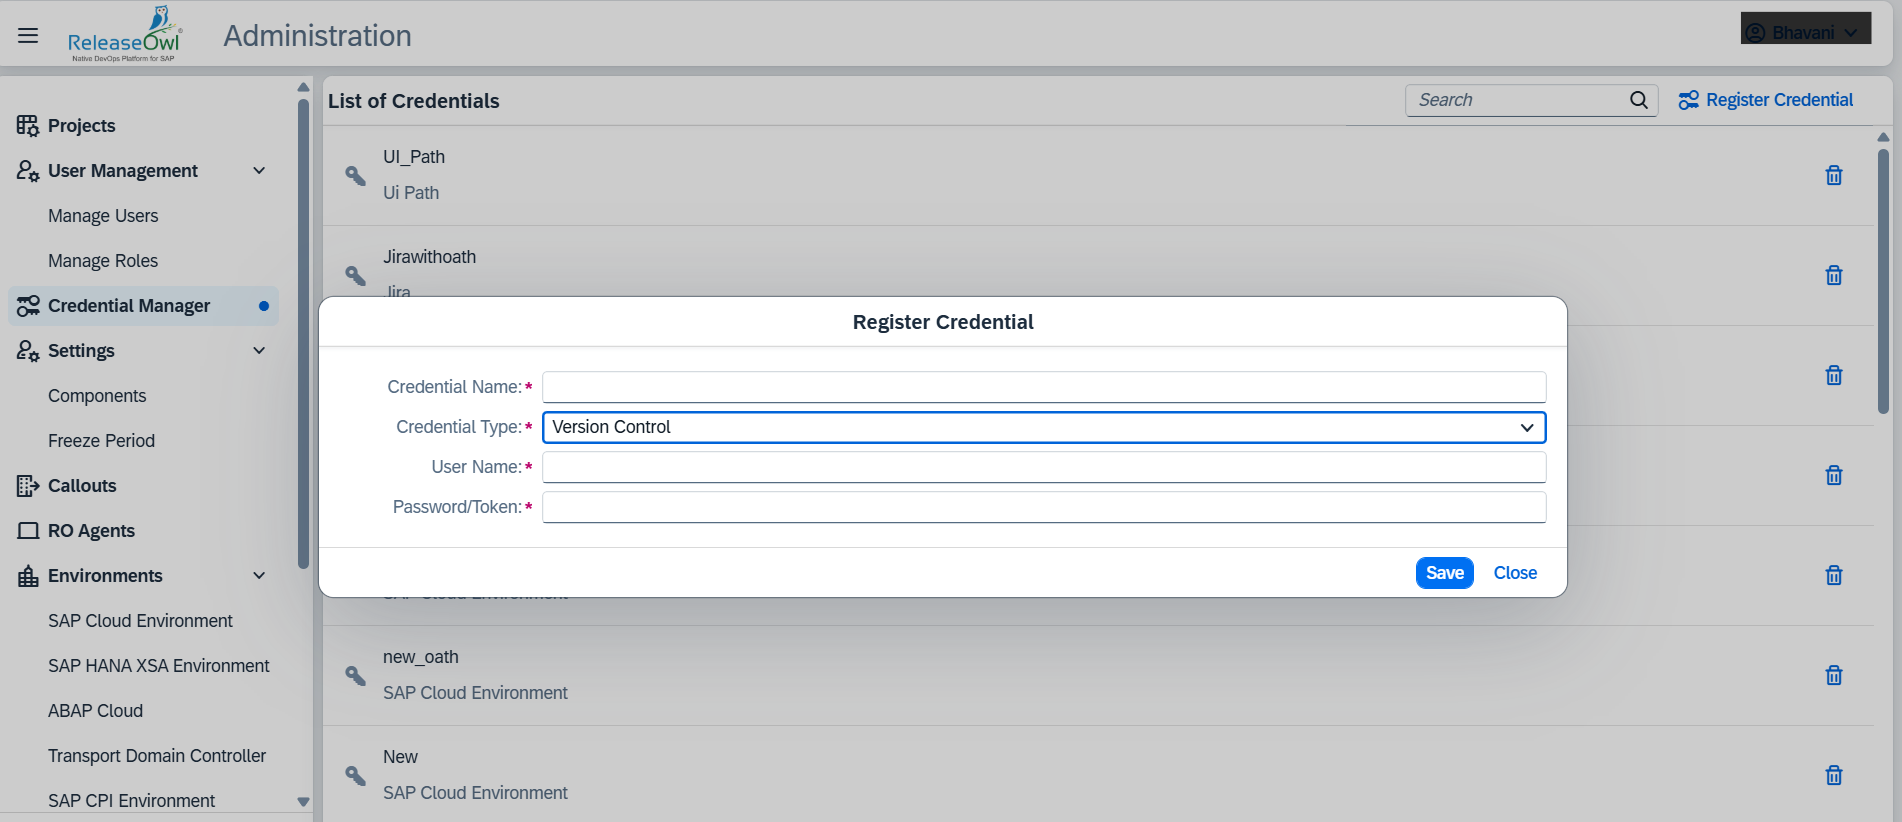 ReleaseOwl
Native DevOps Platform for SAP
Administration
Bhavani
Projects
User Management
Manage Users
Manage Roles
Credential Manager
Settings
Components
Freeze Period
Callouts
RO Agents
Environments
SAP Cloud Environment
SAP HANA XSA Environment
ABAP Cloud
Transport Domain Controller
SAP CPI Environment
List of Credentials
Search
Register Credential
UI_Path
Ui Path
Jirawithoath
Jira
Register Credential
Credential Name:*
Credential Type:* Version Control
User Name:*
Password/Token:*
Save Close
SAP Cloud Environment
new_oath
SAP Cloud Environment
New
SAP Cloud Environment